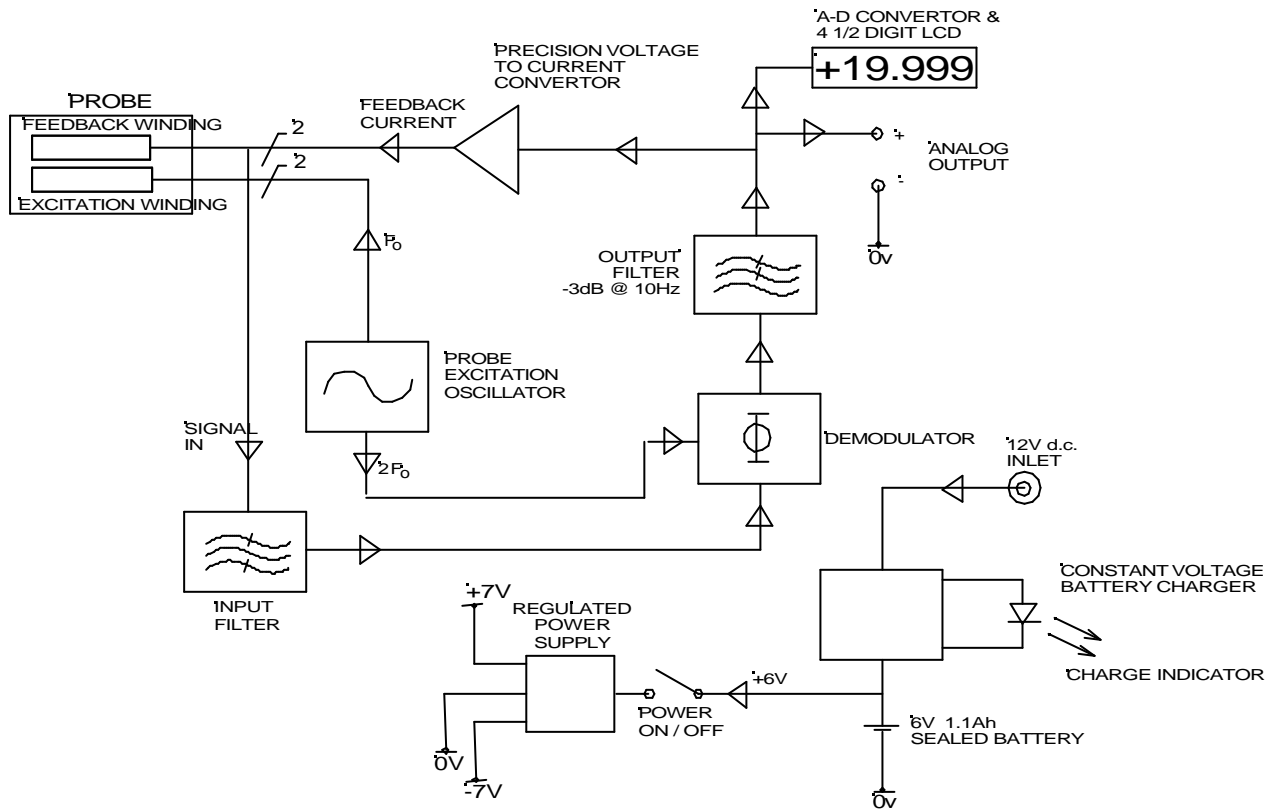 A-D CONVERTOR &
4 1/2 DIGIT LCD
+19.999
PRECISION VOLTAGE
TO CURRENT
CONVERTOR
PROBE
FEEDBACK WINDING
EXCITATION WINDING
2
2
FEEDBACK
CURRENT
+
-
ANALOG
OUTPUT
0v
Fo
OUTPUT
FILTER
-3dB @ 10Hz
PROBE
EXCITATION
OSCILLATOR
SIGNAL
IN
2Fo
DEMODULATOR
12V d.c.
INLET
INPUT
FILTER
+7V
REGULATED
POWER
SUPPLY
0V
-7V
POWER
ON / OFF
+6V
CONSTANT VOLTAGE
BATTERY CHARGER
CHARGE INDICATOR
6V 1.1Ah
SEALED BATTERY
0v